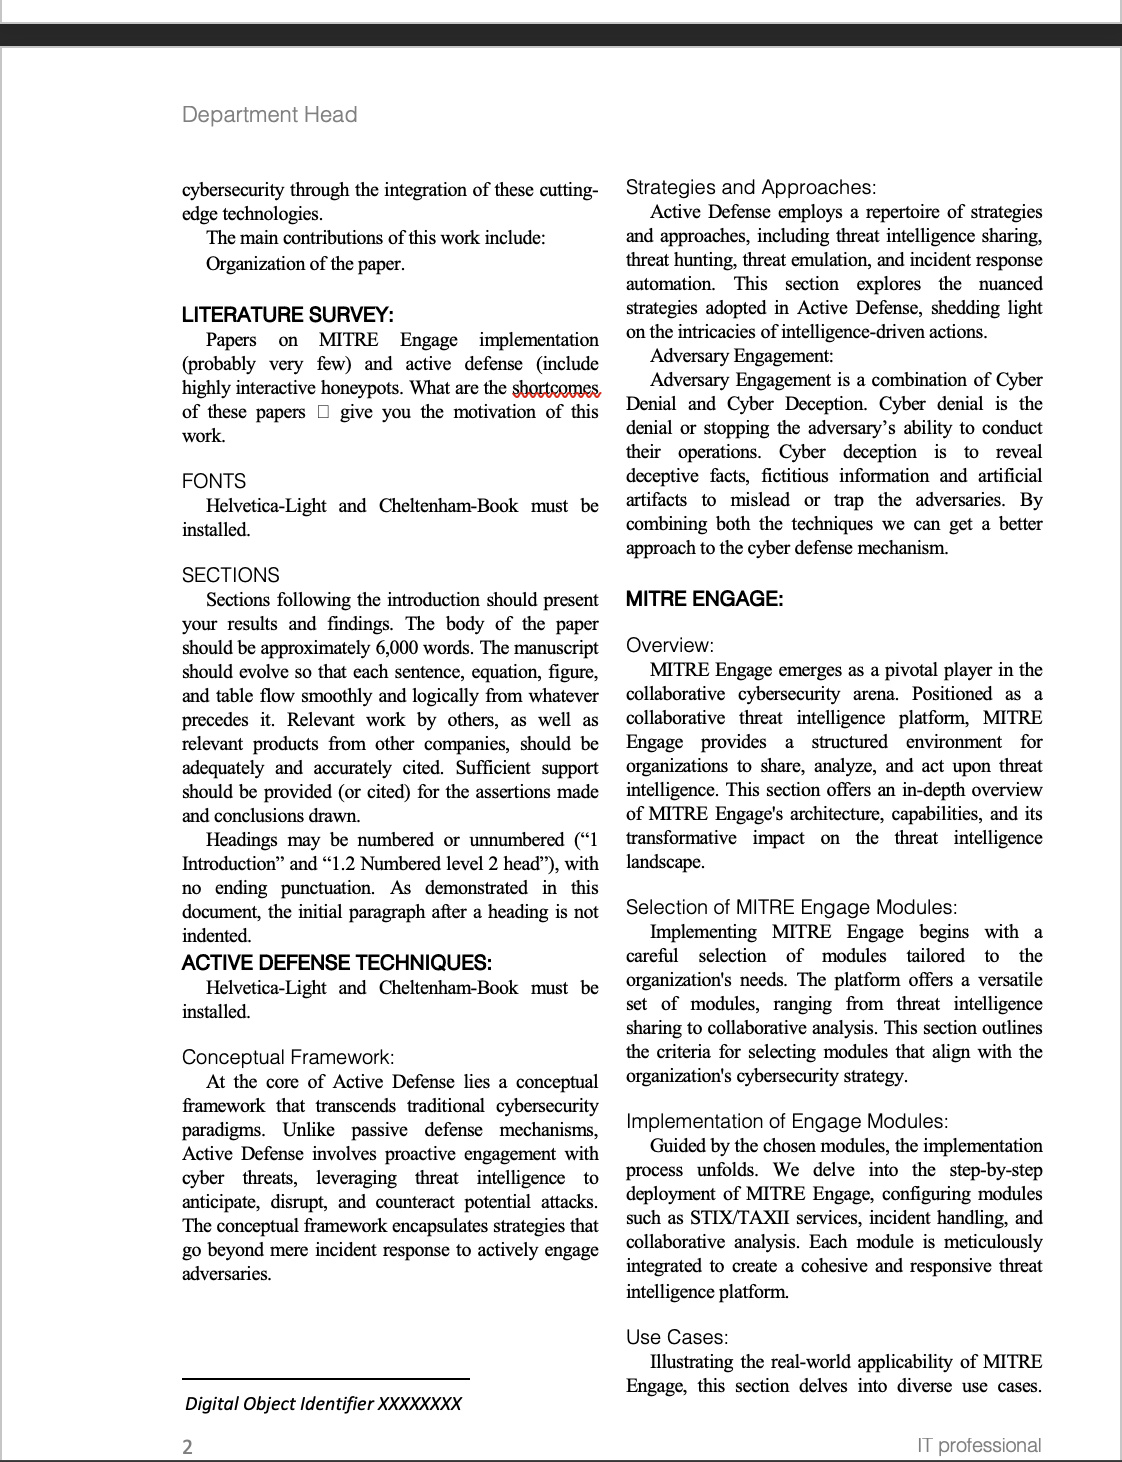 Department Head
cybersecurity through the integration of these cutting-
edge technologies.
The main contributions of this work include:
Organization of the paper.
LITERATURE SURVEY:
Papers on MITRE Engage implementation
(probably very few) and active defense (include
highly interactive honeypots. What are the shortcomes
of these papers □ give you the motivation of this
work.
FONTS
Helvetica-Light and Cheltenham-Book must be
installed.
SECTIONS
Sections following the introduction should present
your results and findings. The body of the paper
should be approximately 6,000 words. The manuscript
should evolve so that each sentence, equation, figure,
and table flow smoothly and logically from whatever
precedes it. Relevant work by others, as well as
relevant products from other companies, should be
adequately and accurately cited. Sufficient support
should be provided (or cited) for the assertions made
and conclusions drawn.
Headings may be numbered or unnumbered (“1
Introduction” and “1.2 Numbered level 2 head”), with
no ending punctuation. As demonstrated in this
document, the initial paragraph after a heading is not
indented.
ACTIVE DEFENSE TECHNIQUES:
Helvetica-Light and Cheltenham-Book must be
installed.
Conceptual Framework:
At the core of Active Defense lies a conceptual
framework that transcends traditional cybersecurity
paradigms. Unlike passive defense mechanisms,
Active Defense involves proactive engagement with
cyber threats, leveraging threat intelligence to
anticipate, disrupt, and counteract potential attacks.
The conceptual framework encapsulates strategies that
go beyond mere incident response to actively engage
adversaries.
Strategies and Approaches:
Active Defense employs a repertoire of strategies
and approaches, including threat intelligence sharing,
threat hunting, threat emulation, and incident response
automation. This section explores the nuanced
strategies adopted in Active Defense, shedding light
on the intricacies of intelligence-driven actions.
Adversary Engagement:
Adversary Engagement is a combination of Cyber
Denial and Cyber Deception. Cyber denial is the
denial or stopping the adversary’s ability to conduct
their operations. Cyber deception is to reveal
deceptive facts, fictitious information and artificial
artifacts to mislead or trap the adversaries. By
combining both the techniques we can get a better
approach to the cyber defense mechanism.
MITRE ENGAGE:
Overview:
MITRE Engage emerges as a pivotal player in the
collaborative cybersecurity arena. Positioned as a
collaborative threat intelligence platform, MITRE
Engage provides a structured environment for
organizations to share, analyze, and act upon threat
intelligence. This section offers an in-depth overview
of MITRE Engage's architecture, capabilities, and its
transformative impact on the threat intelligence
landscape.
Selection of MITRE Engage Modules:
Implementing MITRE Engage begins with a
careful selection of modules tailored to the
organization's needs. The platform offers a versatile
set of modules, ranging from threat intelligence
sharing to collaborative analysis. This section outlines
the criteria for selecting modules that align with the
organization's cybersecurity strategy.
Implementation of Engage Modules:
Guided by the chosen modules, the implementation
process unfolds. We delve into the step-by-step
deployment of MITRE Engage, configuring modules
such as STIX/TAXII services, incident handling, and
collaborative analysis. Each module is meticulously
integrated to create a cohesive and responsive threat
intelligence platform.
Use Cases:
Illustrating the real-world applicability of MITRE
Engage, this section delves into diverse use cases.
Digital Object Identifier XXXXXXXX
2
IT professional